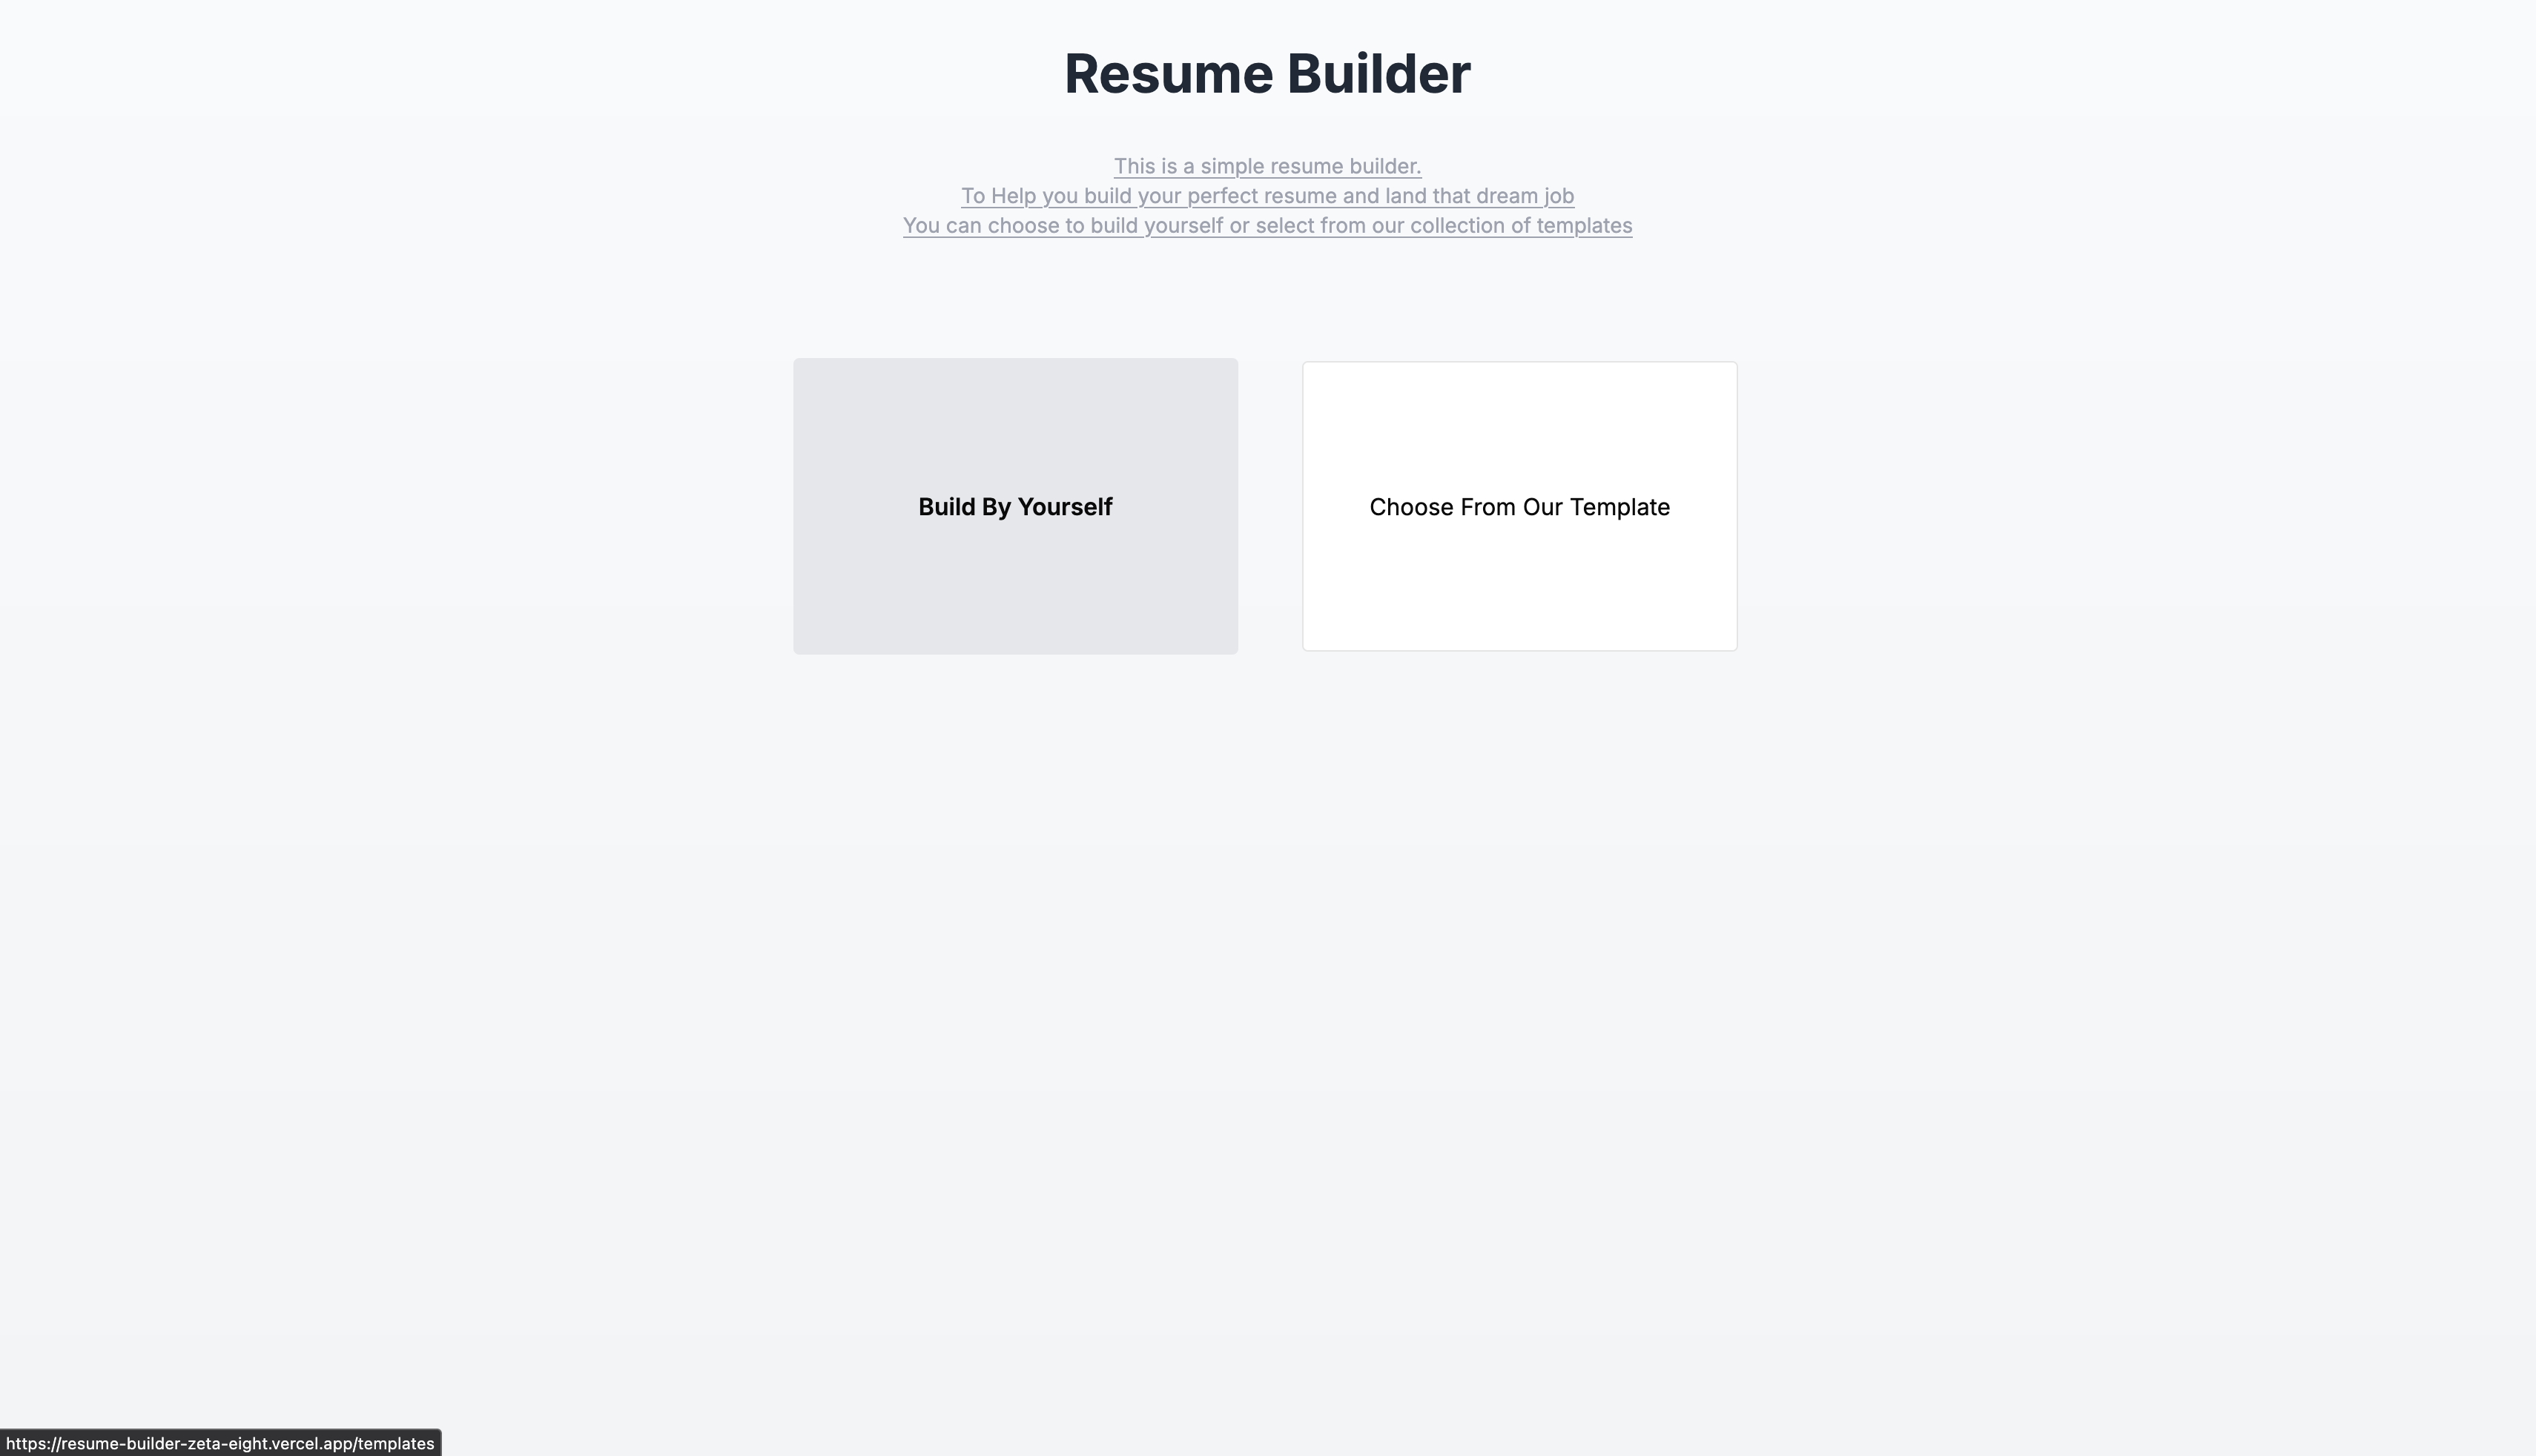 Resume Builder
This is a simple resume builder.
To Help you build your perfect resume and land that dream job
You can choose to build yourself or select from our collection of templates
Build By Yourself
Choose From Our Template
https://resume-builder-zeta-eight.vercel.app/templates